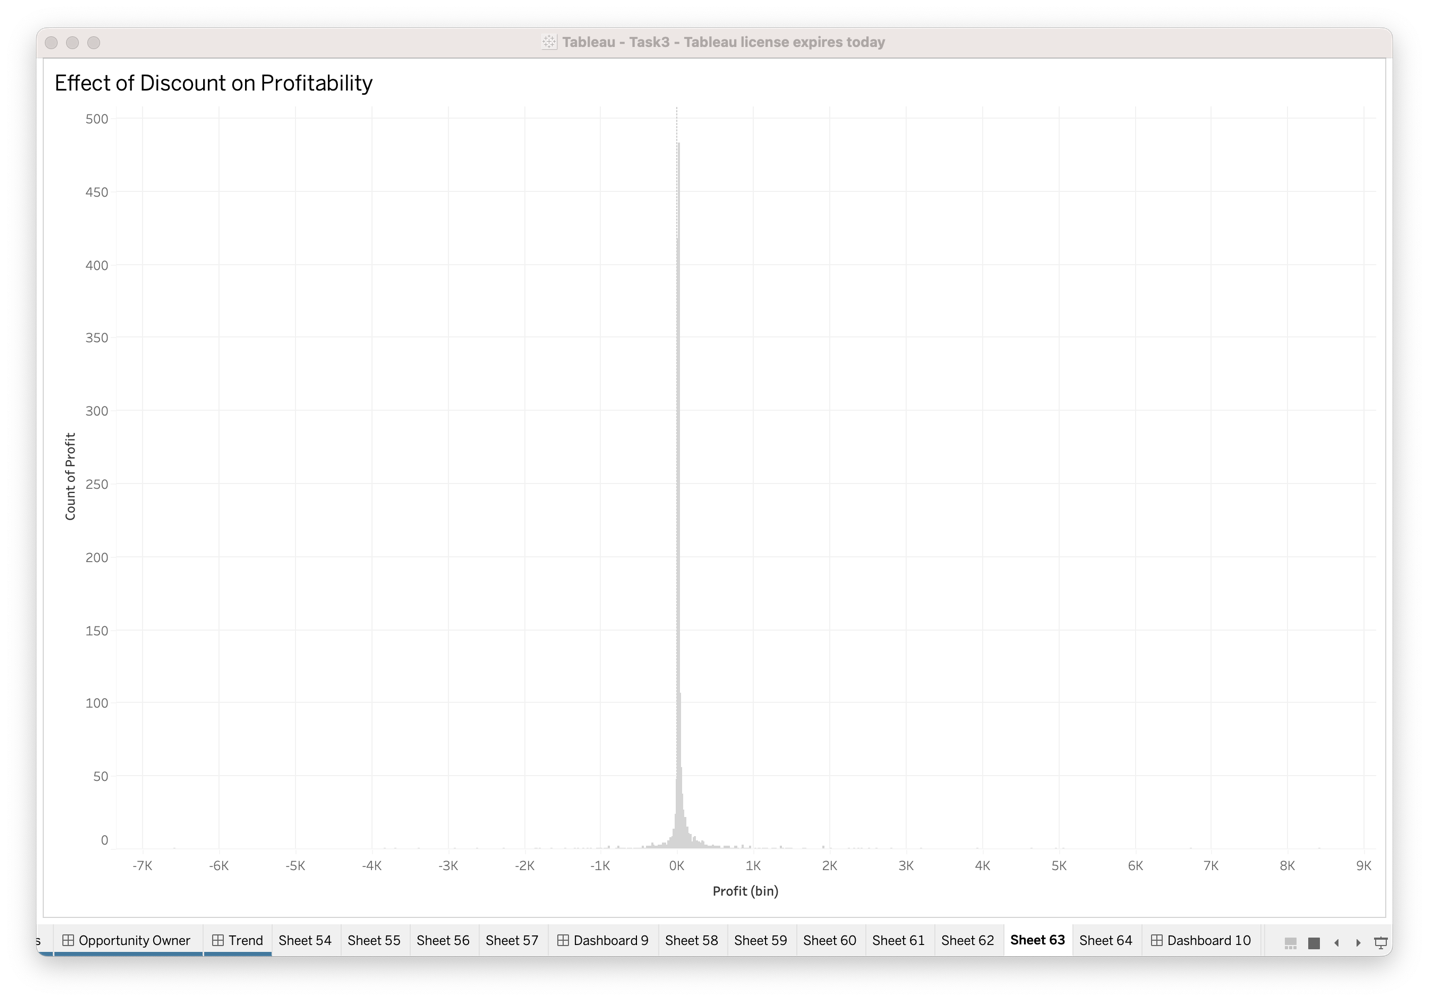 Tableau - Task3 - Tableau license expires today
Effect of Discount on Profitability
500
450
400
350
300
250
200
150
100
50
0
Count of Profit
-7K -6K -5K -4K -3K -2K -1K 0K 1K 2K 3K 4K 5K 6K 7K 8K 9K
Profit (bin)
s Opportunity Owner Trend Sheet 54 Sheet 55 Sheet 56 Sheet 57 Dashboard 9 Sheet 58 Sheet 59 Sheet 60 Sheet 61 Sheet 62 Sheet 63 Sheet 64 Dashboard 10